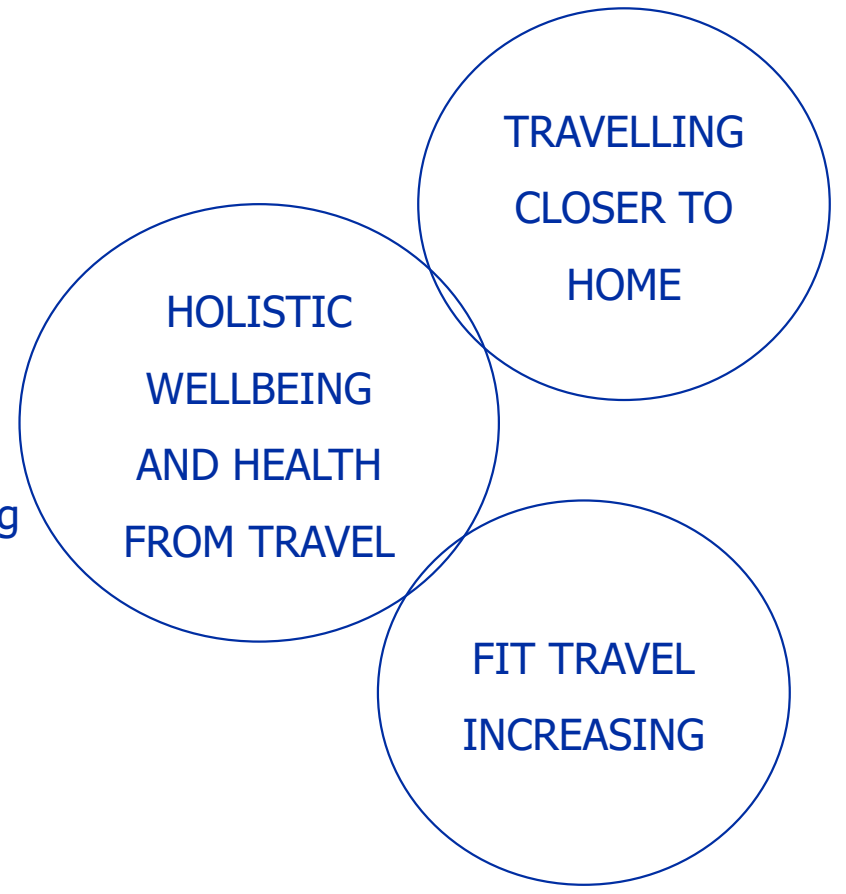 TRAVELLING
CLOSER TO
HOME
HOLISTIC
WELLBEING
AND HEALTH
FROM TRAVEL
g
FIT TRAVEL
INCREASING